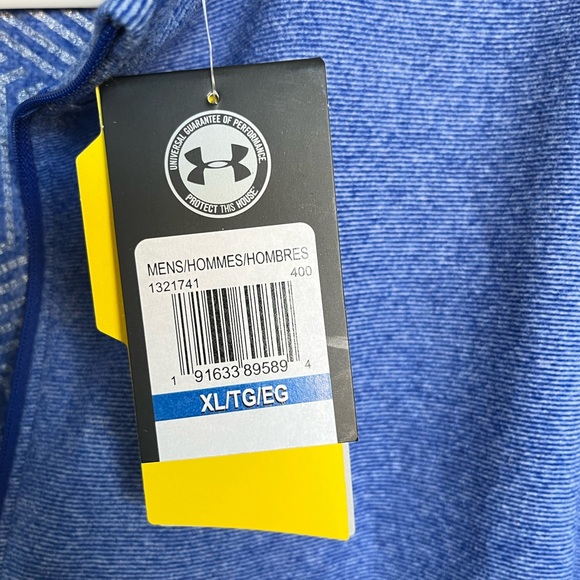 UNIVERSAL GUARANTEE OF PERFORMANCE
PROTECT THIS HOUSE
MENS/HOMMES/HOMBRES
1321741 400
1 91633 89589 4
XL/TG/EG